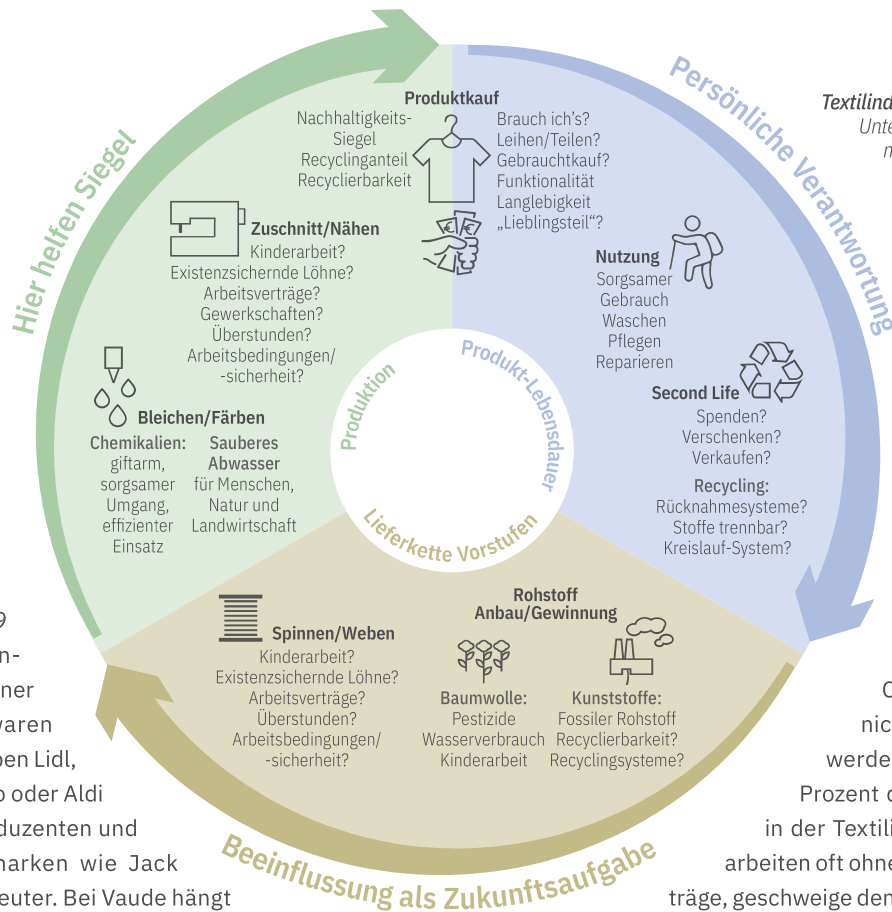 Hier helfen Siegel
Persönliche Verantwortung
Beeinflussung als Zukunftsaufgabe
Produktion
Produkt-Lebensdauer
Lieferkette Vorstufen
Produktkauf
Nachhaltigkeits-
Siegel
Recyclinganteil
Recyclierbarkeit
Brauch ich’s?
Leihen/Teilen?
Gebrauchtkauf?
Funktionalität
Langlebigkeit
„Lieblingsteil“?
Nutzung
Sorgsamer
Gebrauch
Waschen
Pflegen
Reparieren
Second Life
Spenden?
Verschenken?
Verkaufen?
Recycling:
Rücknahmesysteme?
Stoffe trennbar?
Kreislauf-System?
Rohstoff
Anbau/Gewinnung
Baumwolle:
Pestizide
Wasserverbrauch
Kinderarbeit
Kunststoffe:
Fossiler Rohstoff
Recyclierbarkeit?
Recyclingsysteme?
Spinnen/Weben
Kinderarbeit?
Existenzsichernde Löhne?
Arbeitsverträge?
Überstunden?
Arbeitsbedingungen/
-sicherheit?
Bleichen/Färben
Chemikalien:
giftarm,
sorgsamer
Umgang,
effizienter
Einsatz
Sauberes
Abwasser
für Menschen,
Natur und
Landwirtschaft
Zuschnitt/Nähen
Kinderarbeit?
Existenzsichernde Löhne?
Arbeitsverträge?
Gewerkschaften?
Überstunden?
Arbeitsbedingungen/
-sicherheit?
Textilind
Unte
n-
ner
waren
ben Lidl,
o oder Aldi
duzenten und
marken wie Jack
euter. Bei Vaude hängt
nic
werde
Prozent
in der Textili
arbeiten oft ohne
träge, geschweige den